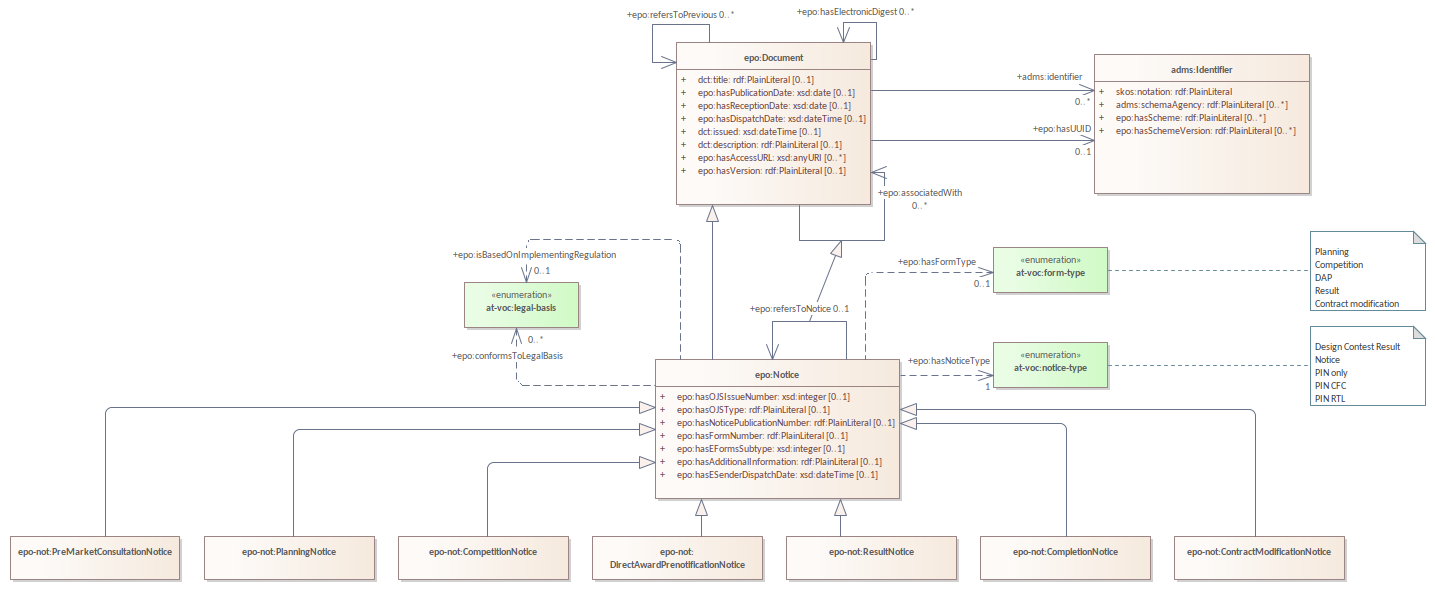 +epo:refersToPrevious 0..*
+epo:hasElectronicDigest 0..*
epo:Document
+ dct:title: rdf:PlainLiteral [0..1]
+ epo:hasPublicationDate: xsd:date [0..1]
+ epo:hasReceptionDate: xsd:date [0..1]
+ epo:hasDispatchDate: xsd:dateTime [0..1]
+ dct:issued: xsd:dateTime [0..1]
+ dct:description: rdf:PlainLiteral [0..1]
+ epo:hasAccessURL: xsd:anyURI [0..*]
+ epo:hasVersion: rdf:PlainLiteral [0..1]
+adms:identifier
0..*
+epo:hasUUID
0..1
adms:Identifier
+ skos:notation: rdf:PlainLiteral
+ adms:schemaAgency: rdf:PlainLiteral [0..*]
+ epo:hasScheme: rdf:PlainLiteral [0..*]
+ epo:hasSchemeVersion: rdf:PlainLiteral [0..*]
+epo:associatedWith
0..*
+epo:isBasedOnImplementingRegulation
0..1
«enumeration»
at-voc:legal-basis
0..*
+epo:conformsToLegalBasis
+epo:refersToNotice 0..1
+epo:hasFormType
0..1
«enumeration»
at-voc:form-type
Planning
Competition
DAP
Result
Contract modification
+epo:hasNoticeType
1
«enumeration»
at-voc:notice-type
Design Contest Result
Notice
PIN only
PIN CFC
PIN RTL
epo:Notice
+ epo:hasOJSIssueNumber: xsd:integer [0..1]
+ epo:hasOJSType: rdf:PlainLiteral [0..1]
+ epo:hasNoticePublicationNumber: rdf:PlainLiteral [0..1]
+ epo:hasFormNumber: rdf:PlainLiteral [0..1]
+ epo:hasEFormsSubtype: xsd:integer [0..1]
+ epo:hasAdditionalInformation: rdf:PlainLiteral [0..1]
+ epo:hasESenderDispatchDate: xsd:dateTime [0..1]
epo-not:PreMarketConsultationNotice
epo-not:PlanningNotice
epo-not:CompetitionNotice
epo-not:
DirectAwardPrenotificationNotice
epo-not:ResultNotice
epo-not:CompletionNotice
epo-not:ContractModificationNotice